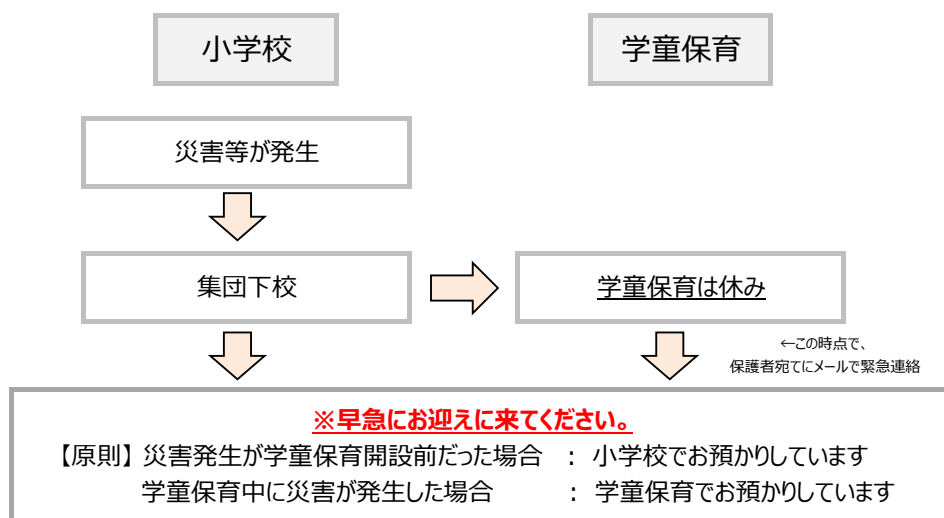 小学校
学童保育
災害等が発生
集団下校
学童保育は休み
←この時点で、
保護者宛てにメールで緊急連絡
※早急にお迎えに来てください。
【原則】災害発生が学童保育開設前だった場合 ： 小学校でお預かりしています
学童保育中に災害が発生した場合 ： 学童保育でお預かりしています